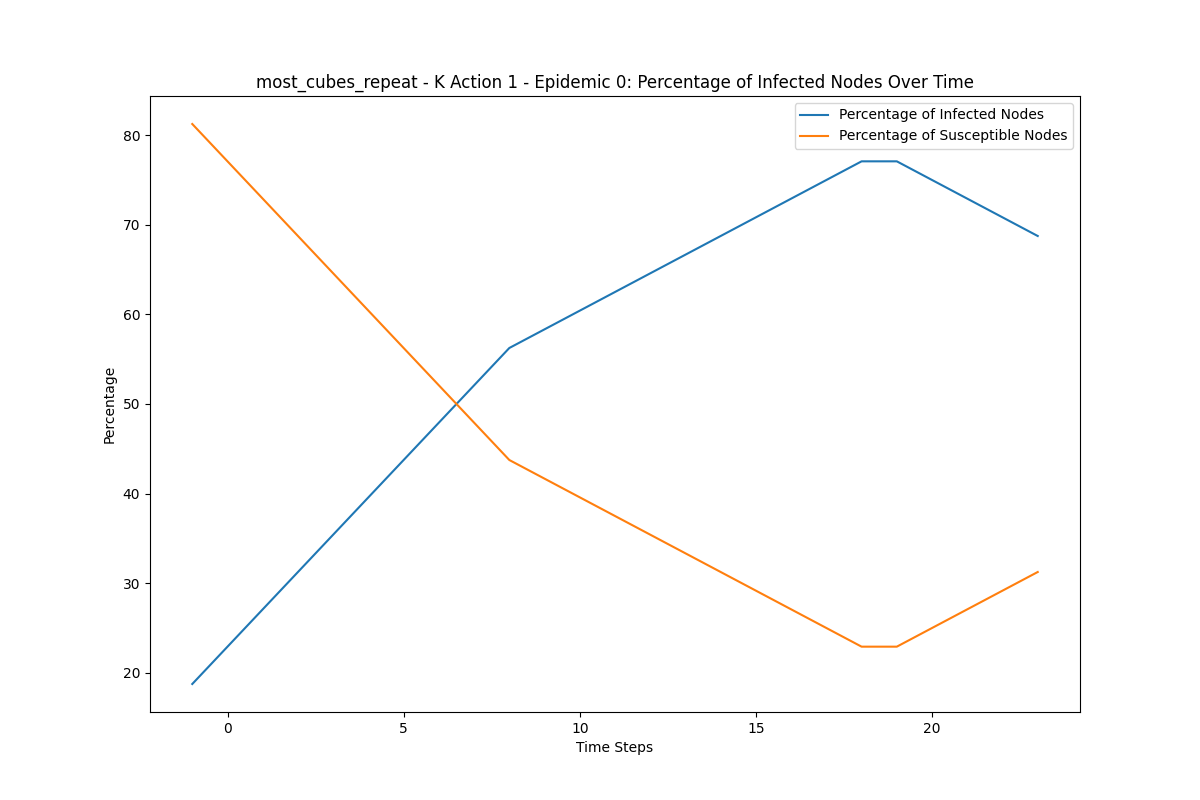 most_cubes_repeat - K Action 1 - Epidemic 0: Percentage of Infected Nodes Over Time
Percentage of Infected Nodes
Percentage of Susceptible Nodes
Percentage
80
70
60
50
40
30
20
0 5 10 15 20
Time Steps